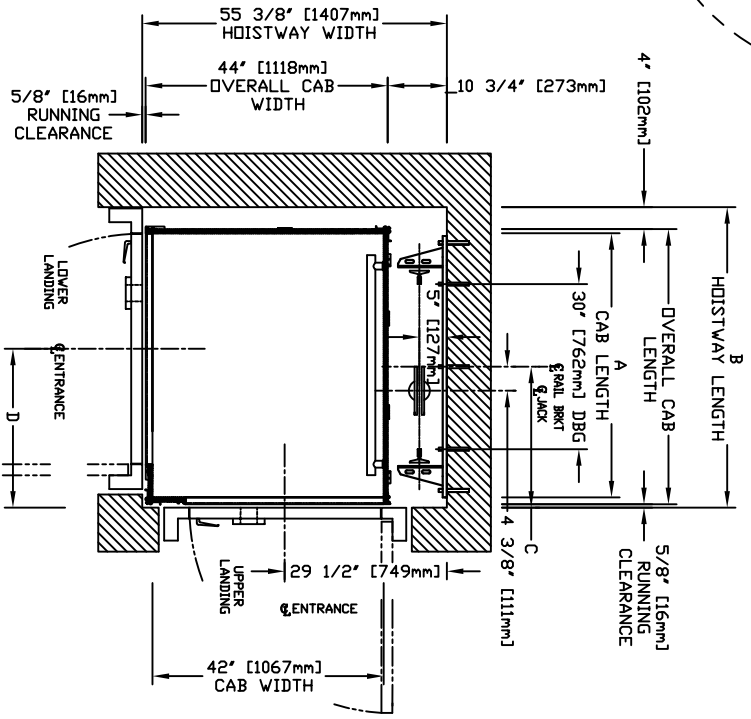 55 3/8" [1407mm]
HOISTWAY WIDTH
44" [1118mm]
OVERALL CAB
WIDTH
10 3/4" [273mm]
5/8" [16mm]
RUNNING
CLEARANCE
4" [102mm]
B
HOISTWAY LENGTH
OVERALL CAB
LENGTH
A
CAB LENGTH
30" [762mm] DBG
℄ RAIL BRKT
℄ JACK
5" [127mm]
4 3/8" [111mm]
C
5/8" [16mm]
RUNNING
CLEARANCE
LOWER
LANDING
℄ ENTRANCE
D
29 1/2" [749mm]
UPPER
LANDING
℄ ENTRANCE
42" [1067mm]
CAB WIDTH